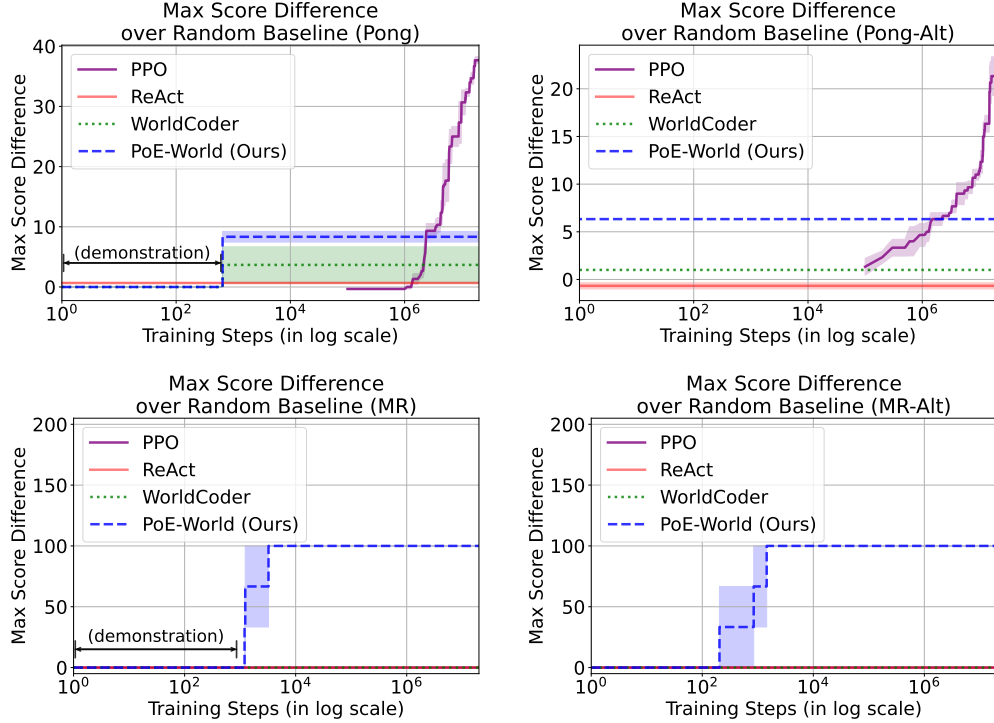 Max Score Difference
over Random Baseline (Pong)
Max Score Difference
40
30
20
10
0
PPO
ReAct
WorldCoder
PoE-World (Ours)
(demonstration)
10^0
10^2
10^4
10^6
Training Steps (in log scale)
Max Score Difference
over Random Baseline (Pong-Alt)
Max Score Difference
20
15
10
5
0
PPO
ReAct
WorldCoder
PoE-World (Ours)
10^0
10^2
10^4
10^6
Training Steps (in log scale)
Max Score Difference
over Random Baseline (MR)
Max Score Difference
200
150
100
50
0
PPO
ReAct
WorldCoder
PoE-World (Ours)
(demonstration)
10^0
10^2
10^4
10^6
Training Steps (in log scale)
Max Score Difference
over Random Baseline (MR-Alt)
Max Score Difference
200
150
100
50
0
PPO
ReAct
WorldCoder
PoE-World (Ours)
10^0
10^2
10^4
10^6
Training Steps (in log scale)